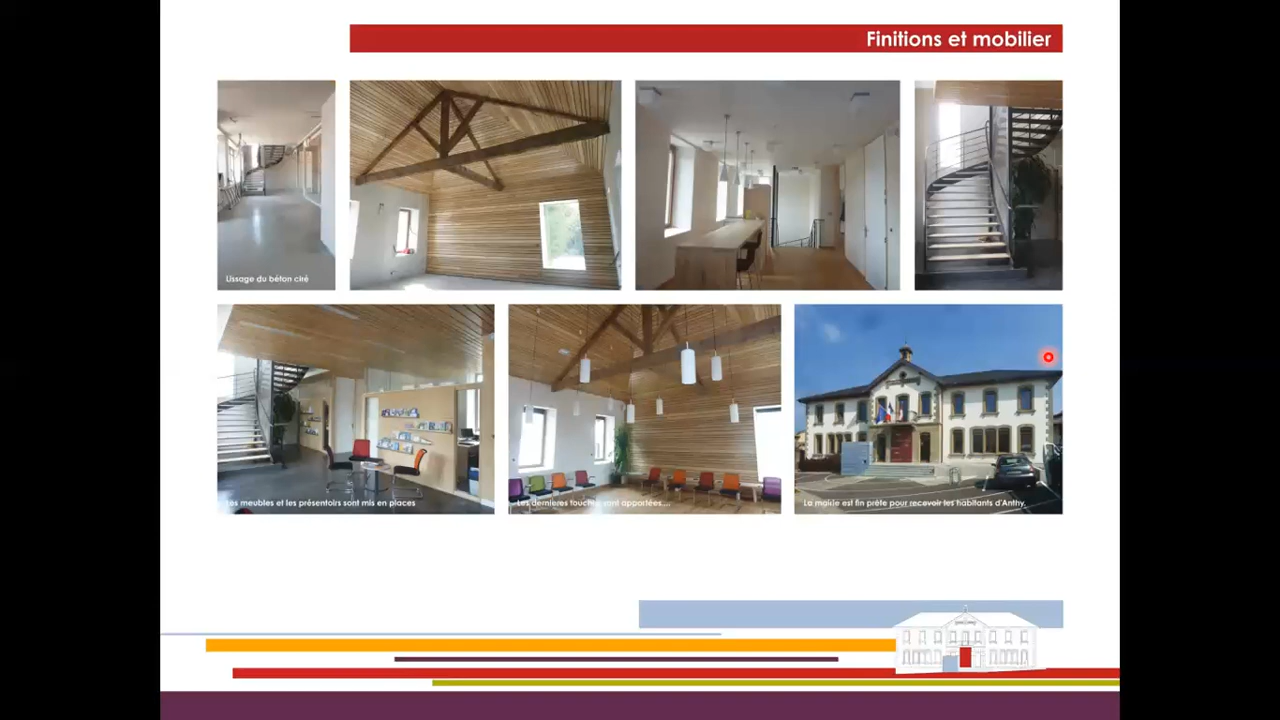 Finitions et mobilier
Lissage du béton ciré
Les meubles et les présentoirs sont mis en places
Les dernières touches sont apportées...
La mairie est fin prête pour recevoir les habitants d'Anthy.